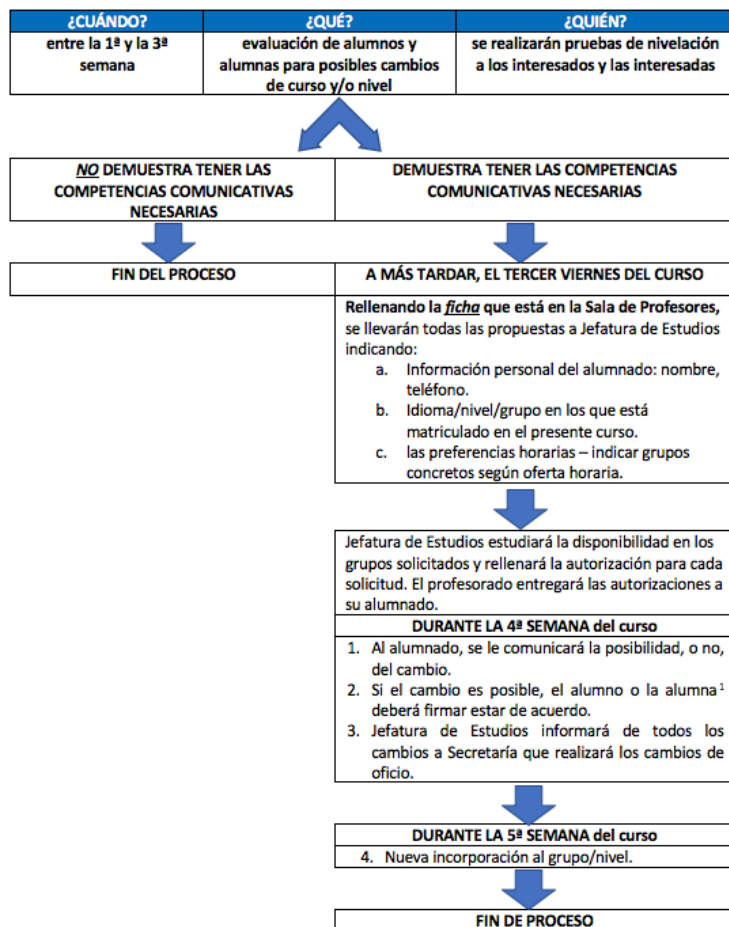 ¿CUÁNDO?
¿QUÉ?
¿QUIÉN?
entre la 1ª y la 3ª
semana
evaluación de alumnos y
alumnas para posibles cambios
de curso y/o nivel
se realizarán pruebas de nivelación
a los interesados y las interesadas
NO DEMUESTRA TENER LAS
COMPETENCIAS COMUNICATIVAS
NECESARIAS
DEMUESTRA TENER LAS COMPETENCIAS
COMUNICATIVAS NECESARIAS
FIN DEL PROCESO
A MÁS TARDAR, EL TERCER VIERNES DEL CURSO
Rellenando la ficha que está en la Sala de Profesores,
se llevarán todas las propuestas a Jefatura de Estudios
indicando:
a. Información personal del alumnado: nombre,
teléfono.
b. Idioma/nivel/grupo en los que está
matriculado en el presente curso.
c. las preferencias horarias – indicar grupos
concretos según oferta horaria.
Jefatura de Estudios estudiará la disponibilidad en los
grupos solicitados y rellenará la autorización para cada
solicitud. El profesorado entregará las autorizaciones a
su alumnado.
DURANTE LA 4ª SEMANA del curso
1. Al alumnado, se le comunicará la posibilidad, o no,
del cambio.
2. Si el cambio es posible, el alumno o la alumna¹
deberá firmar estar de acuerdo.
3. Jefatura de Estudios informará de todos los
cambios a Secretaría que realizará los cambios de
oficio.
DURANTE LA 5ª SEMANA del curso
4. Nueva incorporación al grupo/nivel.
FIN DE PROCESO